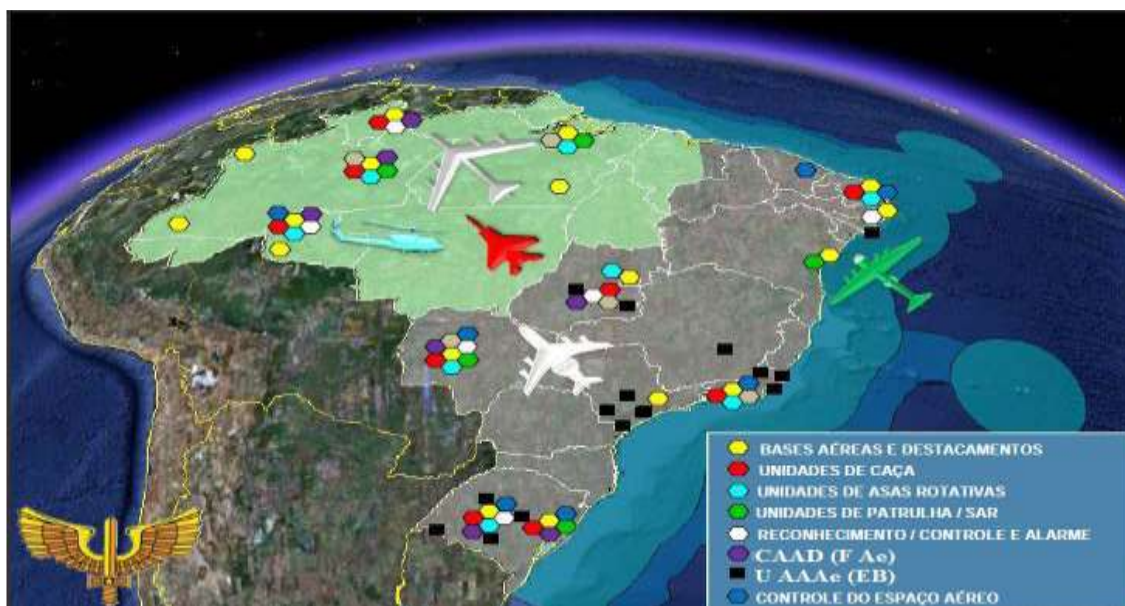 BASES AÉREAS E DESTACAMENTOS
UNIDADES DE CAÇA
UNIDADES DE ASAS ROTATIVAS
UNIDADES DE PATRULHA / SAR
RECONHECIMENTO / CONTROLE E ALARME
CAAD (F Ae)
U AAAe (EB)
CONTROLE DO ESPAÇO AÉREO